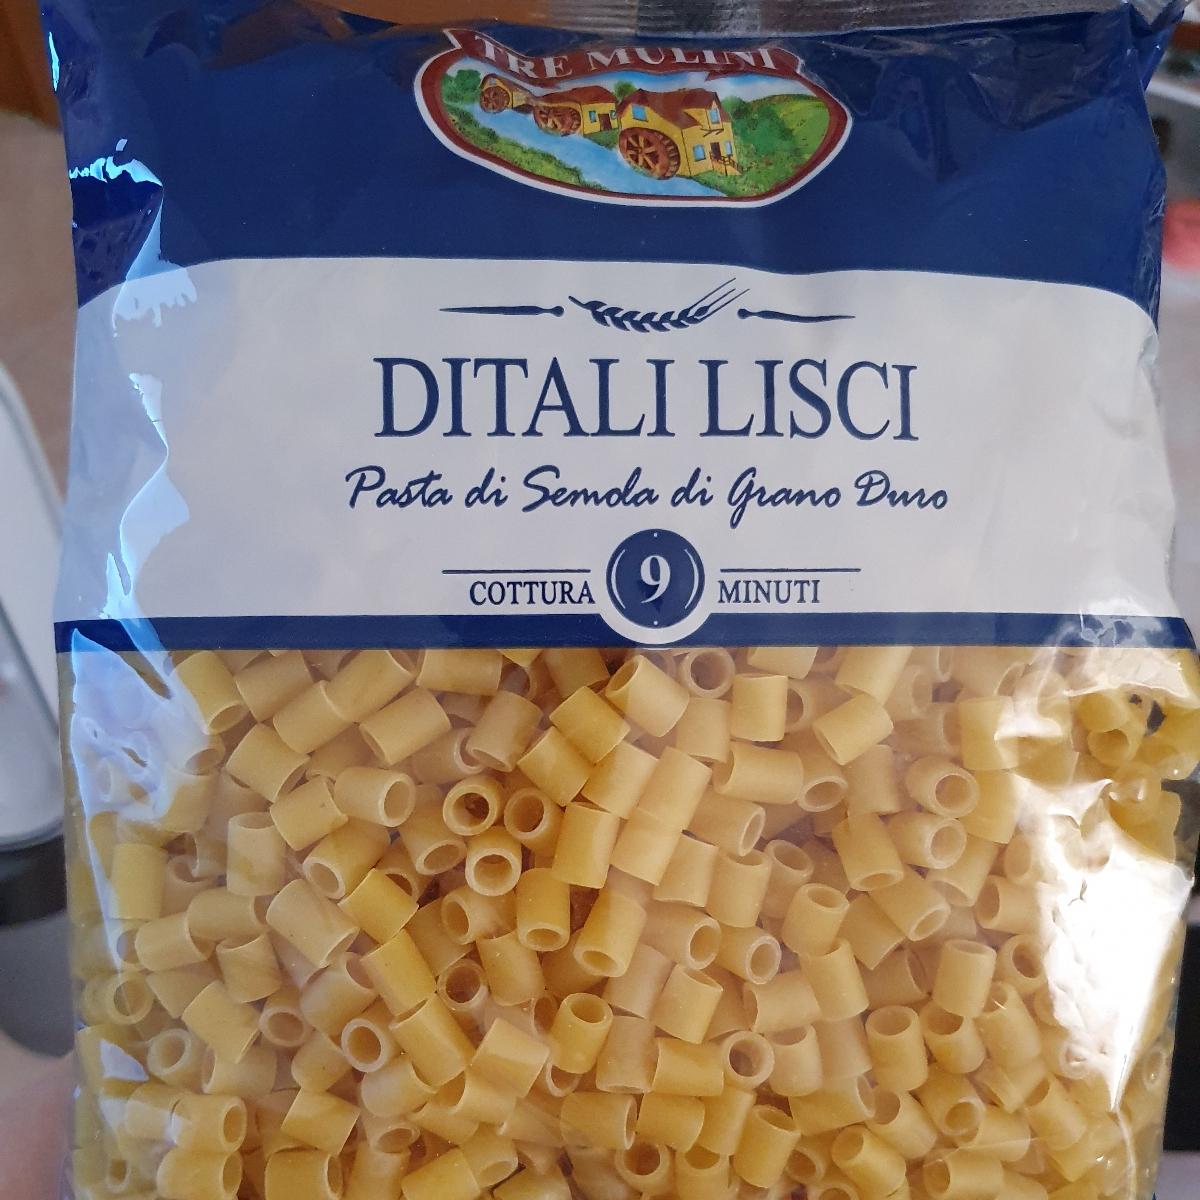 TRE MULINI
DITALI LISCI
Pasta di Semola di Grano Duro
COTTURA 9 MINUTI